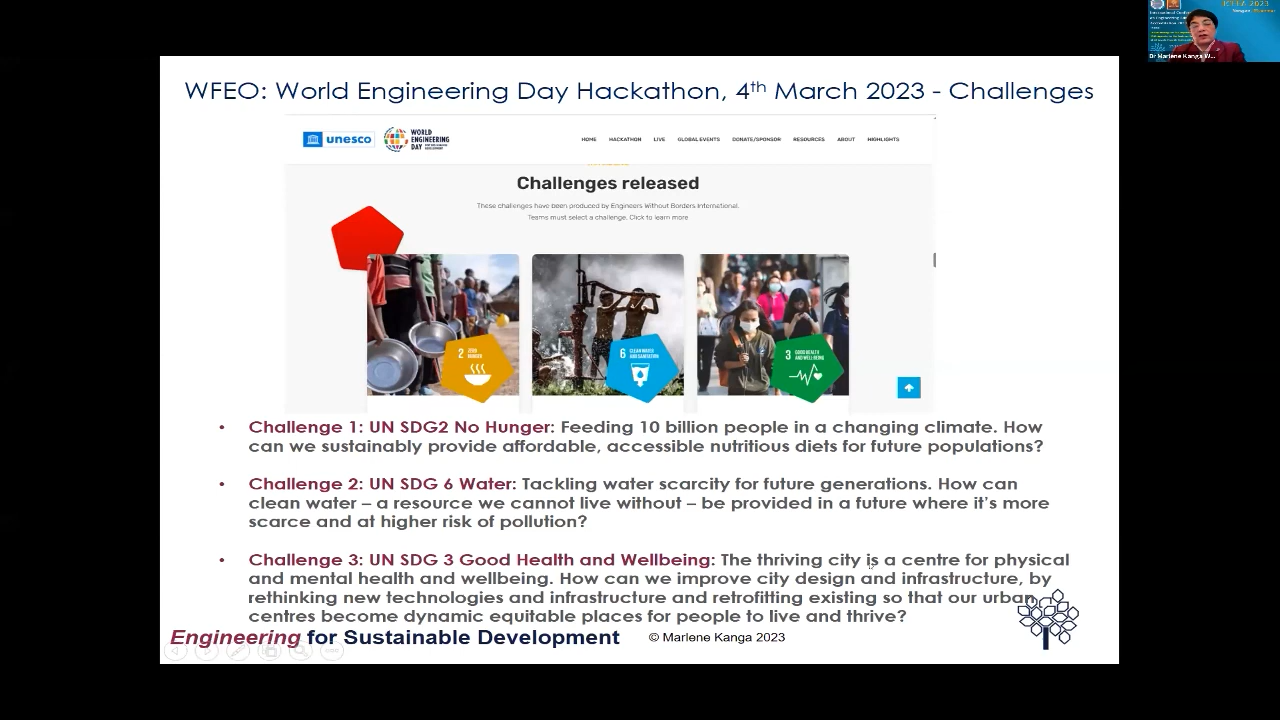 WFEO: World Engineering Day Hackathon, 4th March 2023 - Challenges
unesco
WORLD
ENGINEERING
DAY
HOME HACKATHON LIVE GLOBAL EVENTS DONATE/SPONSOR RESOURCES ABOUT HIGHLIGHTS
Challenges released
These challenges have been produced by Engineers Without Borders International.
Teams must select a challenge. Click to learn more
2 ZERO
HUNGER
6 CLEAN WATER
AND SANITATION
3 GOOD HEALTH
AND WELL-BEING
• Challenge 1: UN SDG2 No Hunger: Feeding 10 billion people in a changing climate. How
can we sustainably provide affordable, accessible nutritious diets for future populations?
• Challenge 2: UN SDG 6 Water: Tackling water scarcity for future generations. How can
clean water – a resource we cannot live without – be provided in a future where it's more
scarce and at higher risk of pollution?
• Challenge 3: UN SDG 3 Good Health and Wellbeing: The thriving city is a centre for physical
and mental health and wellbeing. How can we improve city design and infrastructure, by
rethinking new technologies and infrastructure and retrofitting existing so that our urban
centres become dynamic equitable places for people to live and thrive?
Engineering for Sustainable Development
© Marlene Kanga 2023
Dr Marlene Kanga W...